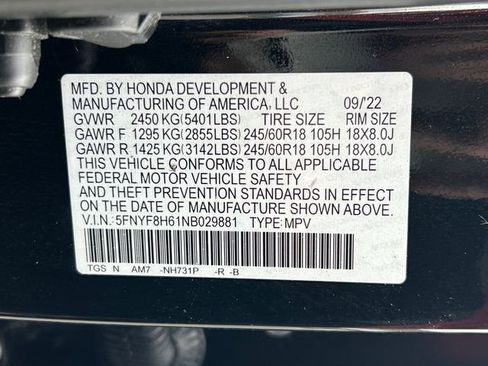 MFD. BY HONDA DEVELOPMENT &
MANUFACTURING OF AMERICA, LLC 09/'22
GVWR 2450 KG(5401LBS) TIRE SIZE RIM SIZE
GAWR F 1295 KG(2855LBS) 245/60R18 105H 18X8.0J
GAWR R 1425 KG(3142LBS) 245/60R18 105H 18X8.0J
THIS VEHICLE CONFORMS TO ALL APPLICABLE
FEDERAL MOTOR VEHICLE SAFETY
AND THEFT PREVENTION STANDARDS IN EFFECT
ON THE DATE OF MANUFACTURE SHOWN ABOVE.
V.I.N.: 5FNYF8H61NB029881 TYPE: MPV
TGS N AM7 -NH731P -R -B